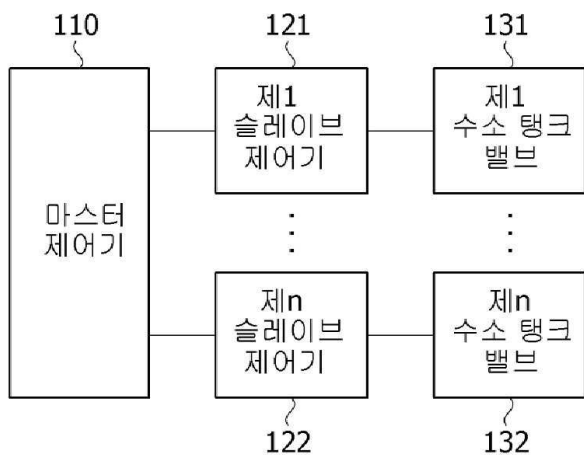 110
121
131
마스터
제어기
제1
슬레이브
제어기
제1
수소 탱크
밸브
제n
슬레이브
제어기
제n
수소 탱크
밸브
122
132